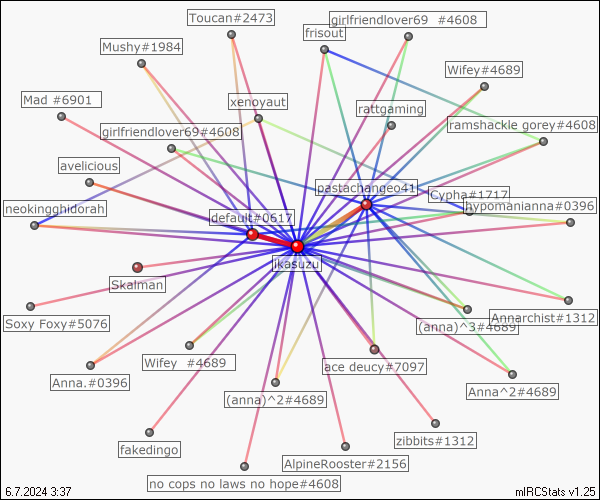 Toucan#2473
girlfriendlover69 #4608
frisout
Mushy#1984
Wifey#4689
Mad #6901
xenoyaut
rattgaming
girlfriendlover69#4608
ramshackle gorey#4608
avelicious
pastachangeo41
Cypha#1717
neokingghidorah
default#0617
hypomanianna#0396
jkasuzu
Skalman
Soxy Foxy#5076
Annarchist#1312
(anna)^3#4689
Wifey #4689
ace deucy#7097
Anna.#0396
Anna^2#4689
(anna)^2#4689
fakedingo
zibbits#1312
AlpineRooster#2156
no cops no laws no hope#4608
6.7.2024 3:37
mIRCStats v1.25